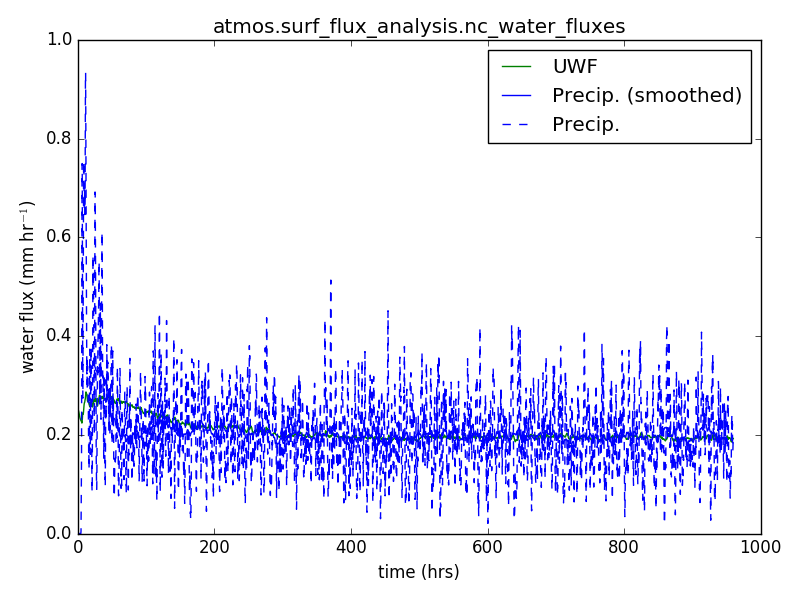 atmos.surf_flux_analysis.nc_water_fluxes
1.0
0.8
0.6
0.4
0.2
0.0
water flux (mm hr⁻¹)
UWF
Precip. (smoothed)
Precip.
0 200 400 600 800 1000
time (hrs)